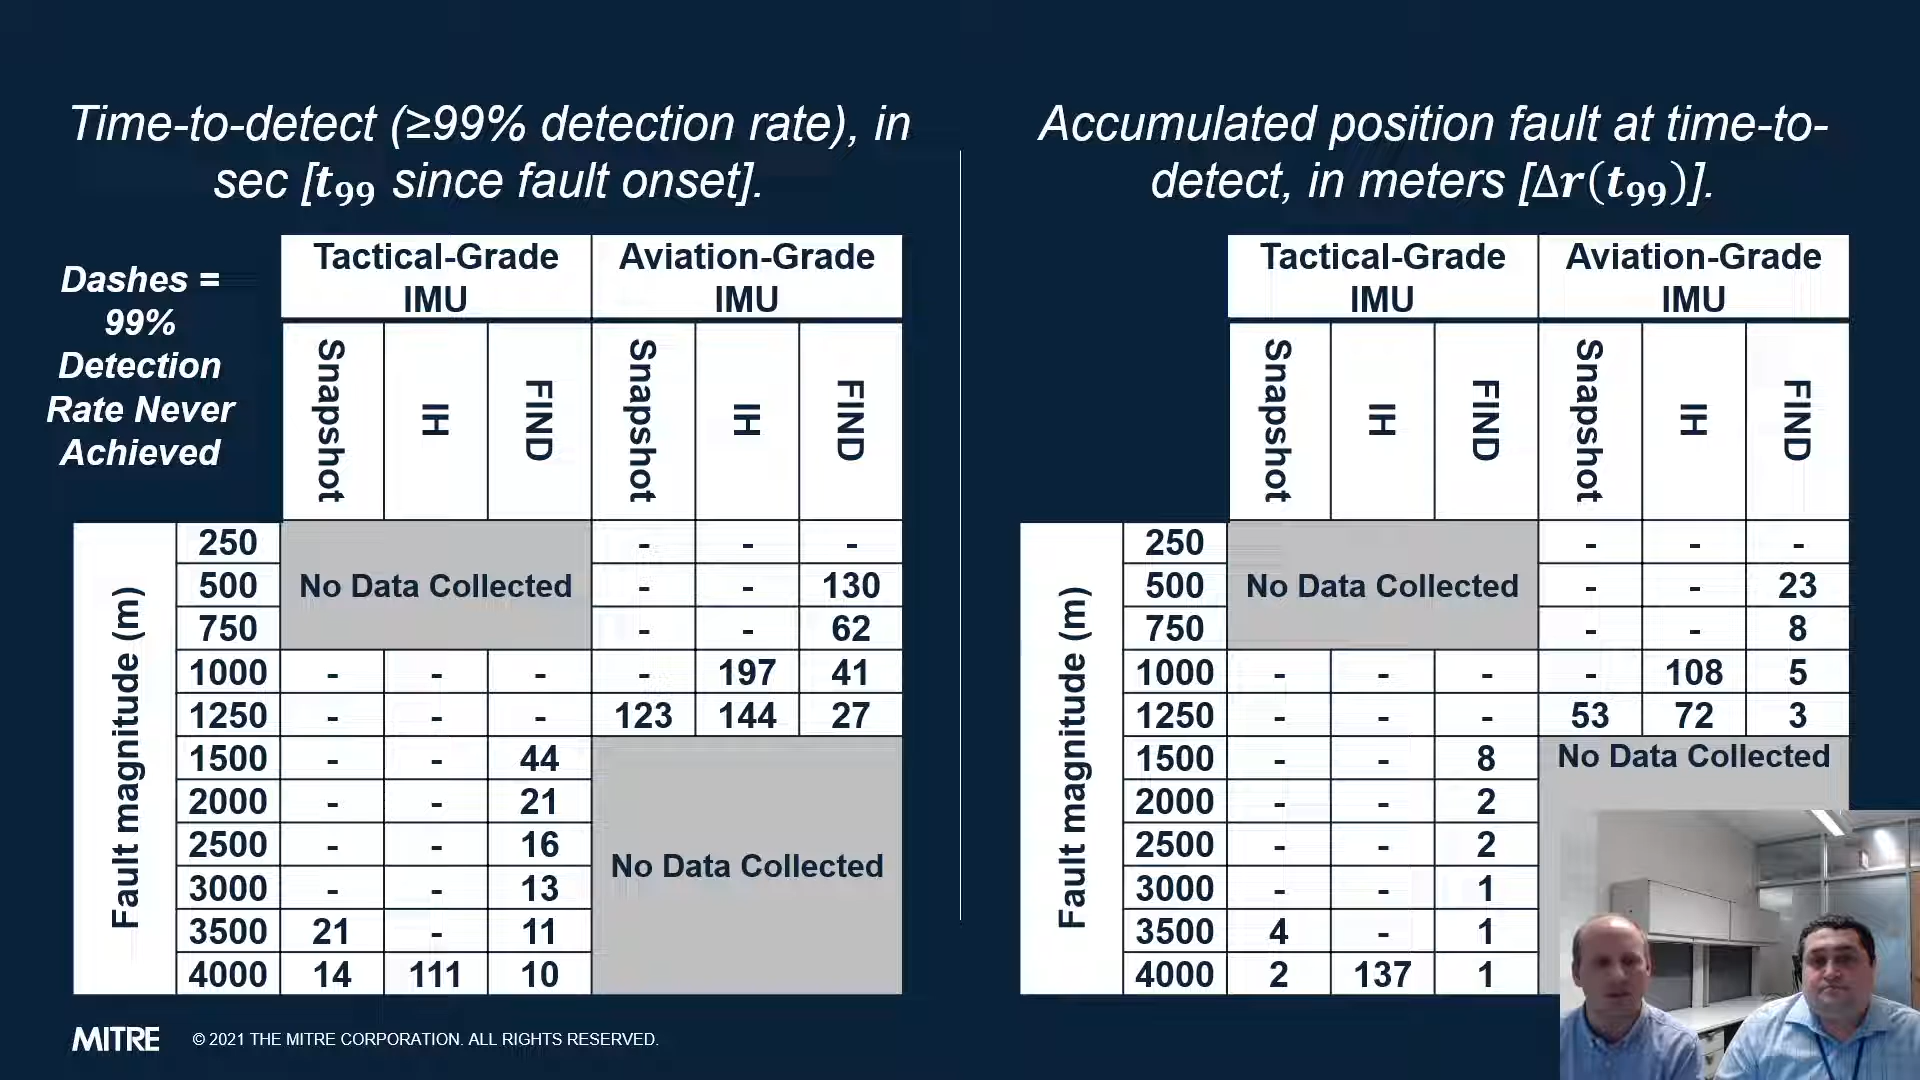 Time-to-detect (≥99% detection rate), in
sec [t₉₉ since fault onset].
Dashes =
99%
Detection
Rate Never
Achieved
Tactical-Grade IMU Aviation-Grade IMU
Snapshot IH FIND Snapshot IH FIND
Fault magnitude (m)
250 - - -
500 No Data Collected - - 130
750 - - 62
1000 - - - - 197 41
1250 - - - 123 144 27
1500 - - 44
2000 - - 21
2500 - - 16
No Data Collected
3000 - - 13
3500 21 - 11
4000 14 111 10
Accumulated position fault at time-to-
detect, in meters [Δr(t₉₉)].
Tactical-Grade IMU Aviation-Grade IMU
Snapshot IH FIND Snapshot IH FIND
Fault magnitude (m)
250 - - -
500 No Data Collected - - 23
750 - - 8
1000 - - - - 108 5
1250 - - - 53 72 3
1500 - - 8 No Data Collected
2000 - - 2
2500 - - 2
3000 - - 1
3500 4 - 1
4000 2 137 1
MITRE © 2021 THE MITRE CORPORATION. ALL RIGHTS RESERVED.